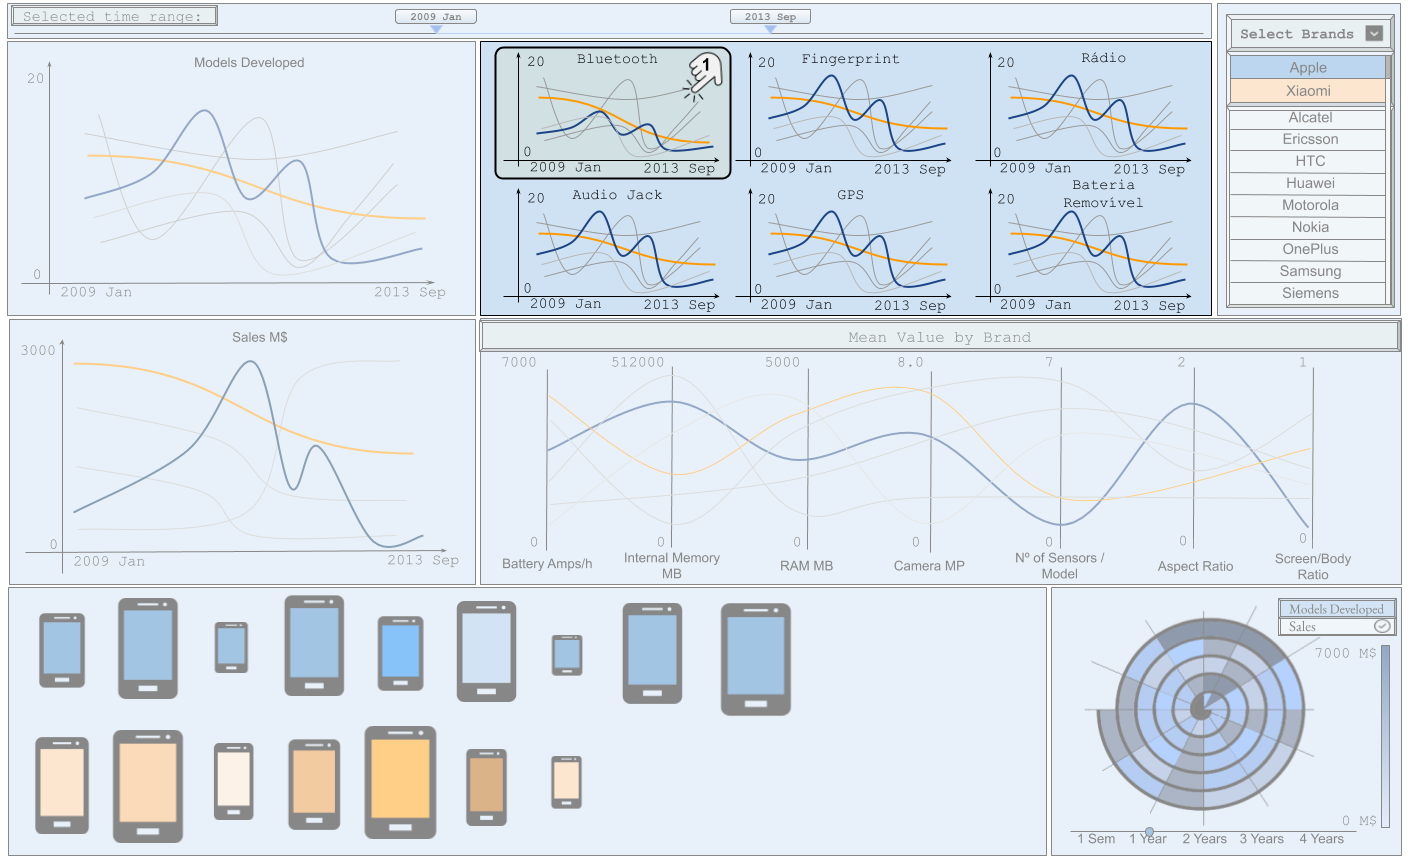 Selected time range:
2009 Jan
2013 Sep
Select Brands
Apple
Xiaomi
Alcatel
Ericsson
HTC
Huawei
Motorola
Nokia
OnePlus
Samsung
Siemens
Models Developed
20
0
2009 Jan
2013 Sep
Bluetooth
1
20
0
2009 Jan
2013 Sep
Fingerprint
20
0
2009 Jan
2013 Sep
Rádio
20
0
2009 Jan
2013 Sep
Audio Jack
20
0
2009 Jan
2013 Sep
GPS
20
0
2009 Jan
2013 Sep
Bateria
Removível
20
0
2009 Jan
2013 Sep
Sales M$
3000
0
2009 Jan
2013 Sep
Mean Value by Brand
7000
512000
5000
8.0
7
2
1
0
0
0
0
0
0
0
Battery Amps/h
Internal Memory
MB
RAM MB
Camera MP
Nº of Sensors /
Model
Aspect Ratio
Screen/Body
Ratio
Models Developed
Sales
7000 M$
0 M$
1 Sem
1 Year
2 Years
3 Years
4 Years